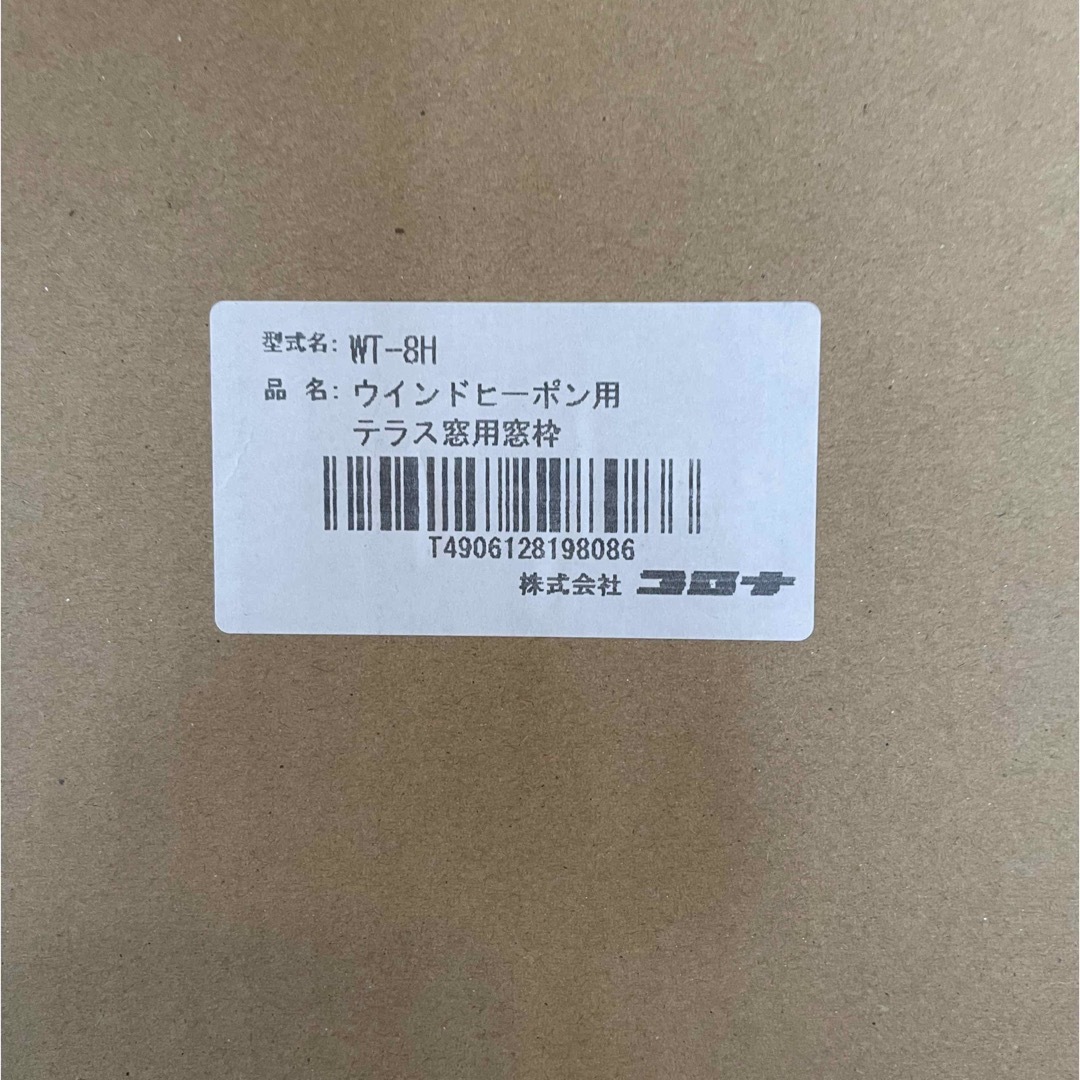 型式名: WT-8H
品 名: ウインドヒーポン用
テラス窓用窓枠
T4906128198086
株式会社 コロナ